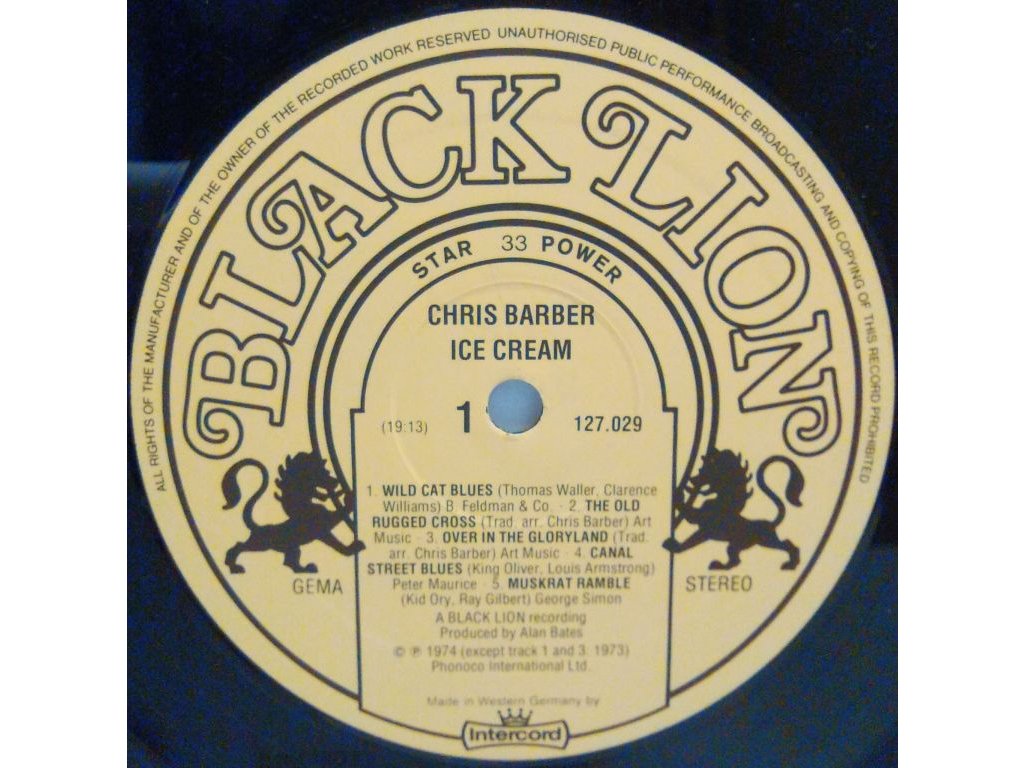 ALL RIGHTS OF THE MANUFACTURER AND OF THE OWNER OF THE RECORDED WORK RESERVED UNAUTHORISED PUBLIC PERFORMANCE BROADCASTING AND COPYING OF THIS RECORD PROHIBITED
BLACK LION
STAR 33 POWER
CHRIS BARBER
ICE CREAM
(19:13) 1 127.029
1. WILD CAT BLUES (Thomas Waller, Clarence
Williams) B. Feldman & Co. · 2. THE OLD
RUGGED CROSS (Trad. arr. Chris Barber) Art
Music · 3. OVER IN THE GLORYLAND (Trad.
arr. Chris Barber) Art Music · 4. CANAL
STREET BLUES (King Oliver, Louis Armstrong)
Peter Maurice · 5. MUSKRAT RAMBLE
(Kid Ory, Ray Gilbert) George Simon
GEMA
STEREO
A BLACK LION recording
Produced by Alan Bates
© ℗ 1974 (except track 1 and 3. 1973)
Phonoco International Ltd.
Made in Western Germany by
Intercord